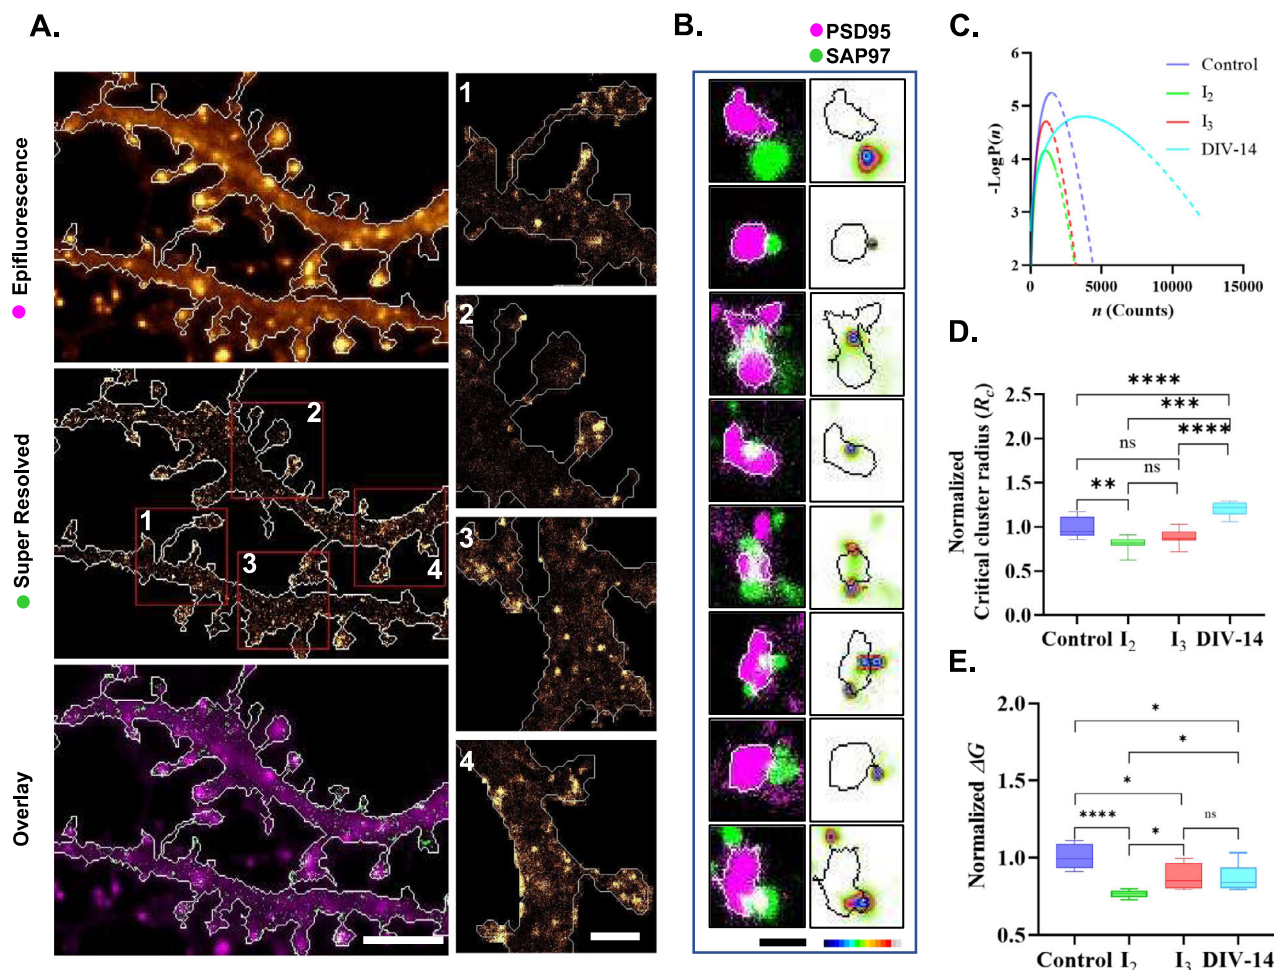 A.
Epifluorescence
Super Resolved
Overlay
1
2
3
4
1
2
3
4
B.
PSD95
SAP97
C.
-LogP(n)
6
5
4
3
2
0
5000
10000
15000
n (Counts)
Control
I2
I3
DIV-14
D.
Normalized
Critical cluster radius (Rc)
2.5
2.0
1.5
1.0
0.5
0.0
****
***
****
ns
ns
**
Control I2 I3 DIV-14
E.
Normalized ΔG
2.0
1.5
1.0
0.5
*
*
*
****
ns
*
Control I2 I3 DIV-14